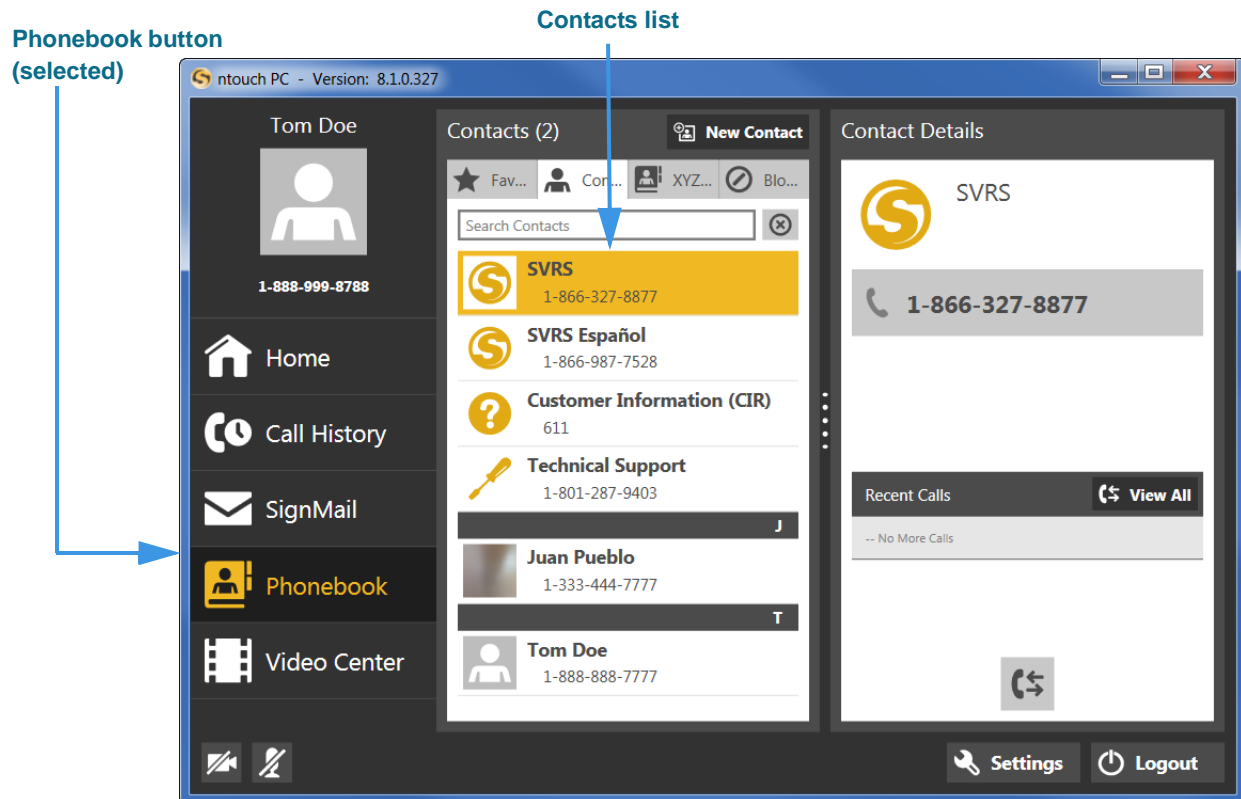 Contacts list
Phonebook button
(selected)
ntouch PC - Version: 8.1.0.327
Tom Doe
1-888-999-8788
Home
Call History
SignMail
Phonebook
Video Center
Contacts (2)
New Contact
Fav... Con... XYZ... Blo...
Search Contacts
SVRS
1-866-327-8877
SVRS Español
1-866-987-7528
Customer Information (CIR)
611
Technical Support
1-801-287-9403
J
Juan Pueblo
1-333-444-7777
T
Tom Doe
1-888-888-7777
Contact Details
SVRS
1-866-327-8877
Recent Calls View All
-- No More Calls
Settings Logout